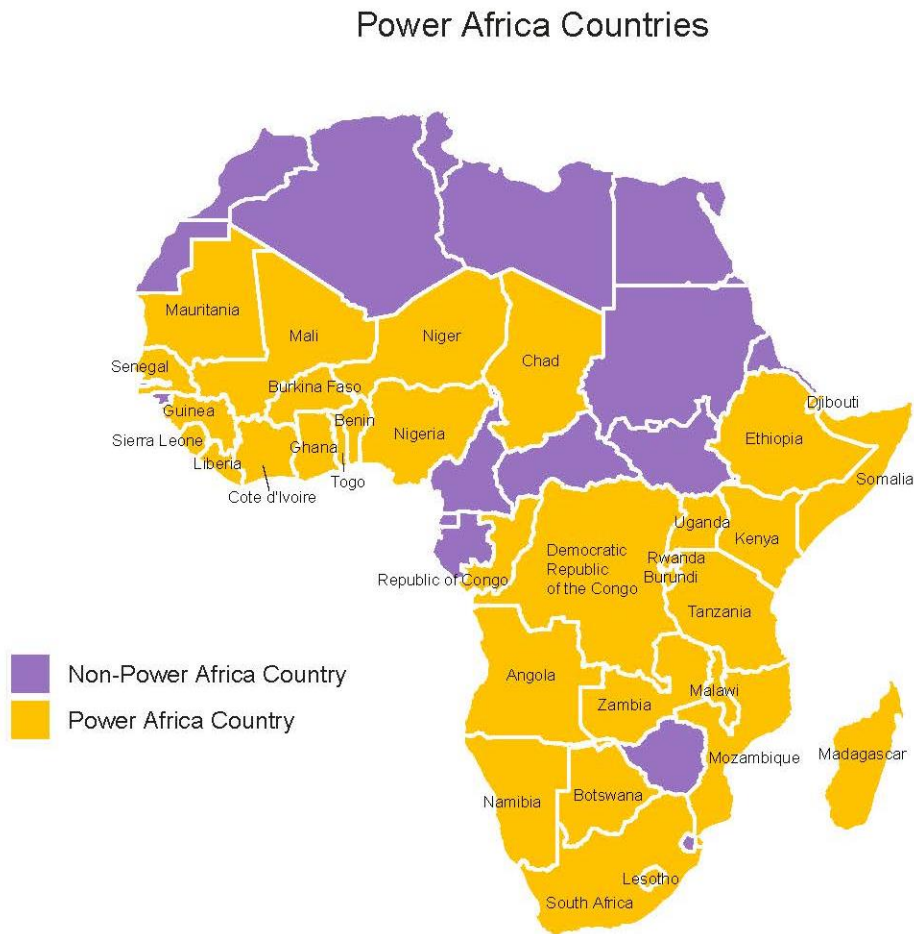 Power Africa Countries
Mauritania
Mali
Niger
Chad
Senegal
Burkina Faso
Djibouti
Guinea
Benin
Nigeria
Ethiopia
Sierra Leone
Ghana
Liberia
Togo
Somalia
Cote d'Ivoire
Uganda
Kenya
Democratic
Republic
of the Congo
Rwanda
Republic of Congo
Burundi
Tanzania
Non-Power Africa Country
Angola
Malawi
Zambia
Power Africa Country
Mozambique
Madagascar
Namibia
Botswana
Lesotho
South Africa